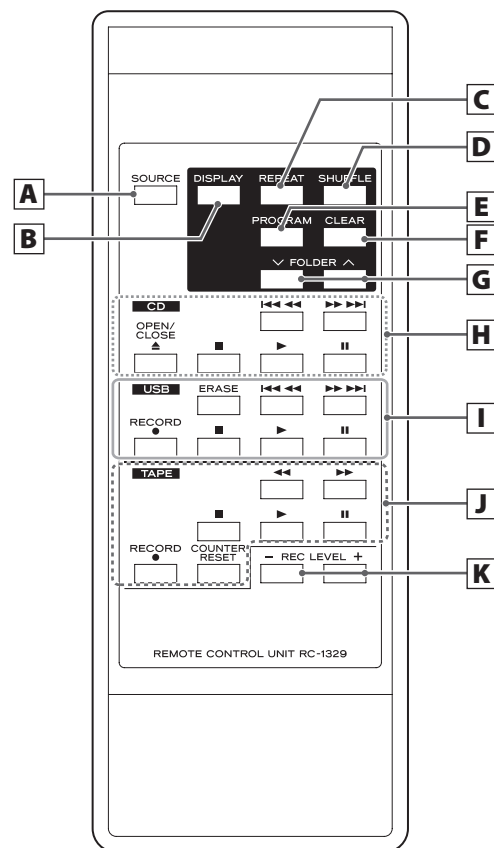 C
D
SOURCE DISPLAY REPEAT SHUFFLE
A
E
PROGRAM CLEAR
B
F
FOLDER
G
CD
OPEN/
CLOSE
H
USB ERASE
RECORD
I
TAPE
J
RECORD COUNTER
RESET
− REC LEVEL +
K
REMOTE CONTROL UNIT RC-1329